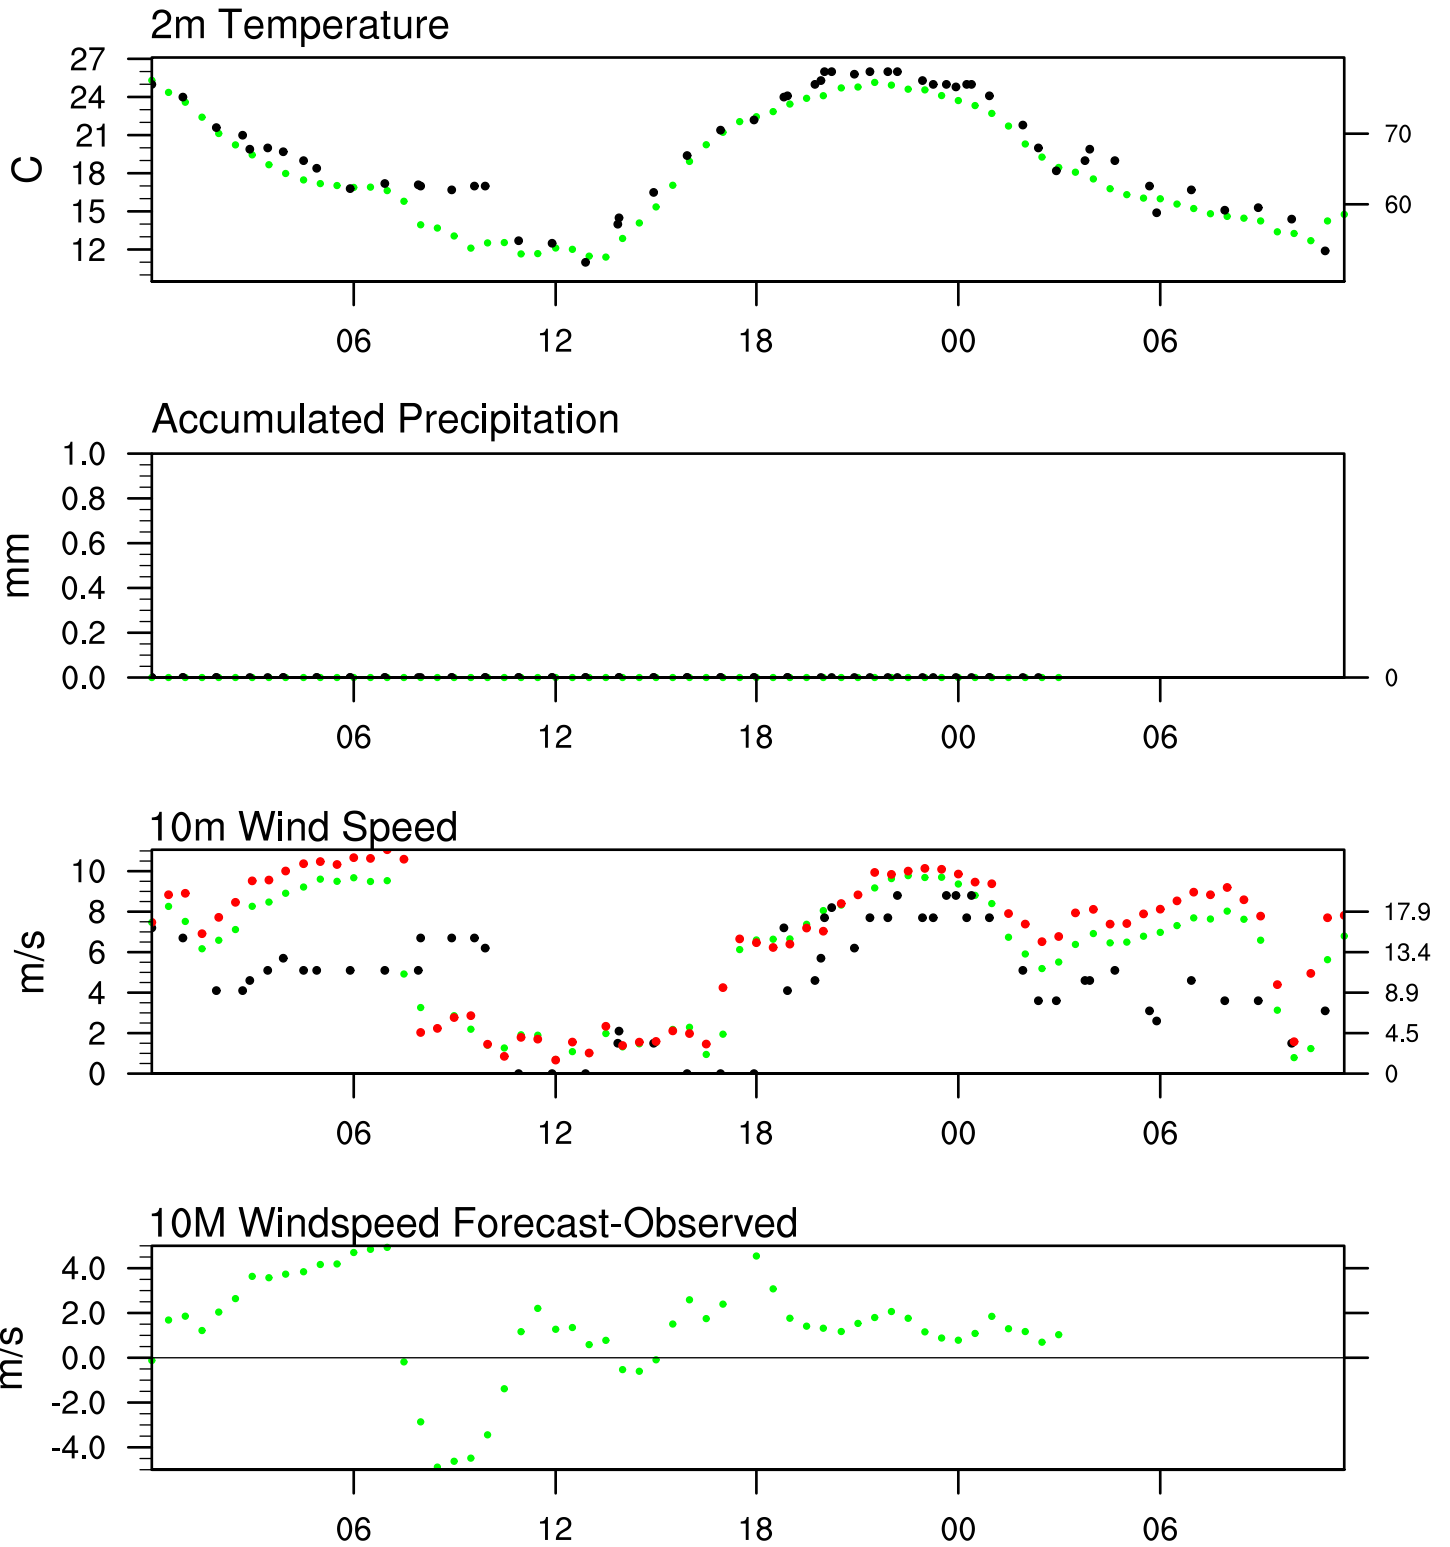 2m Temperature
27
24
21
18
15
12
C
70
60
06 12 18 00 06
Accumulated Precipitation
1.0
0.8
0.6
0.4
0.2
0.0
mm
0
06 12 18 00 06
10m Wind Speed
10
8
6
4
2
0
m/s
17.9
13.4
8.9
4.5
0
06 12 18 00 06
10M Windspeed Forecast-Observed
4.0
2.0
0.0
-2.0
-4.0
m/s
06 12 18 00 06